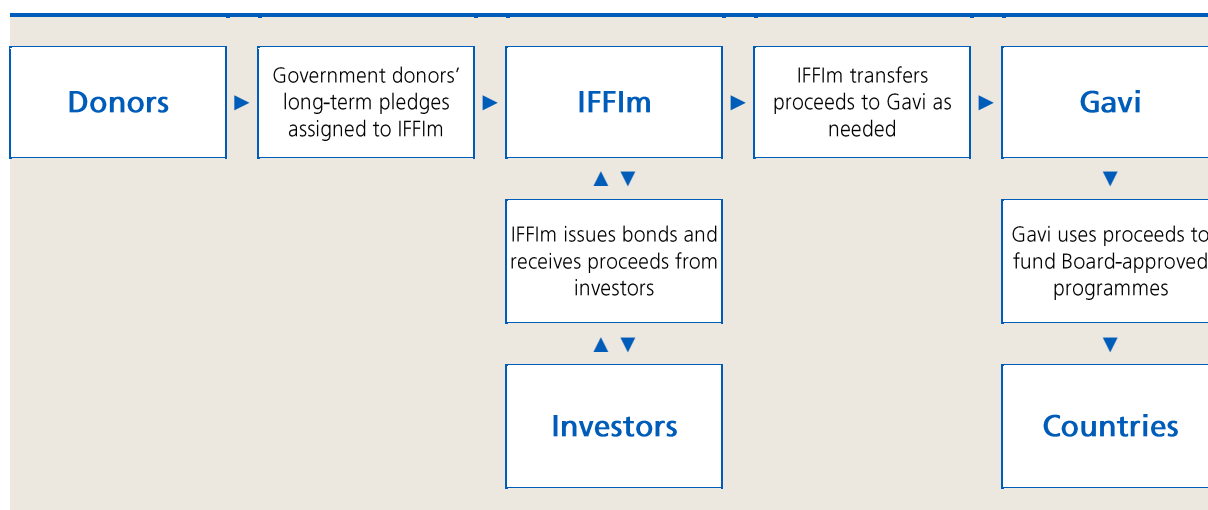 Donors
Government donors’
long-term pledges
assigned to IFFIm
IFFIm
IFFIm transfers
proceeds to Gavi as
needed
Gavi
IFFIm issues bonds and
receives proceeds from
investors
Gavi uses proceeds to
fund Board-approved
programmes
Investors
Countries